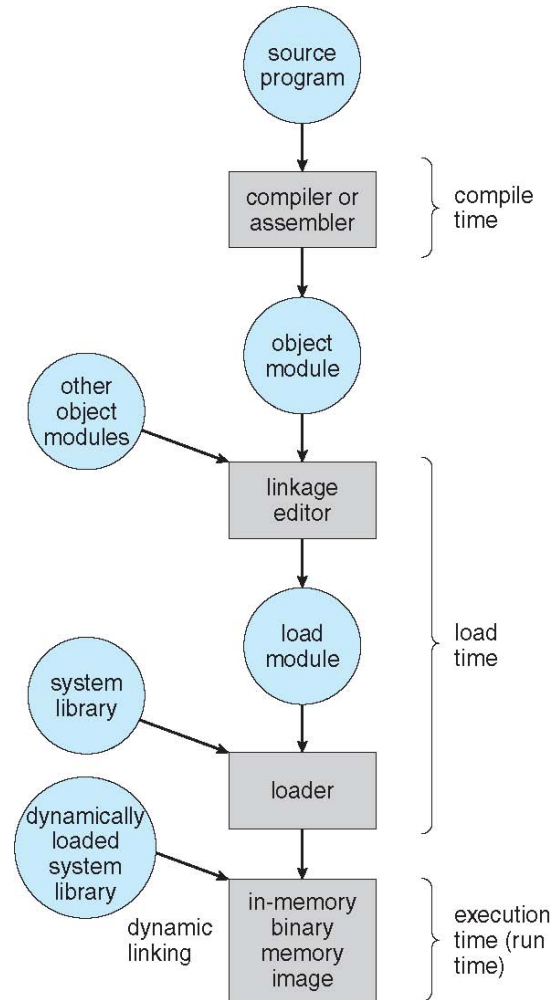 source
program
compiler or
assembler
compile
time
object
module
other
object
modules
linkage
editor
load
module
load
time
system
library
loader
dynamically
loaded
system
library
dynamic
linking
in-memory
binary
memory
image
execution
time (run
time)